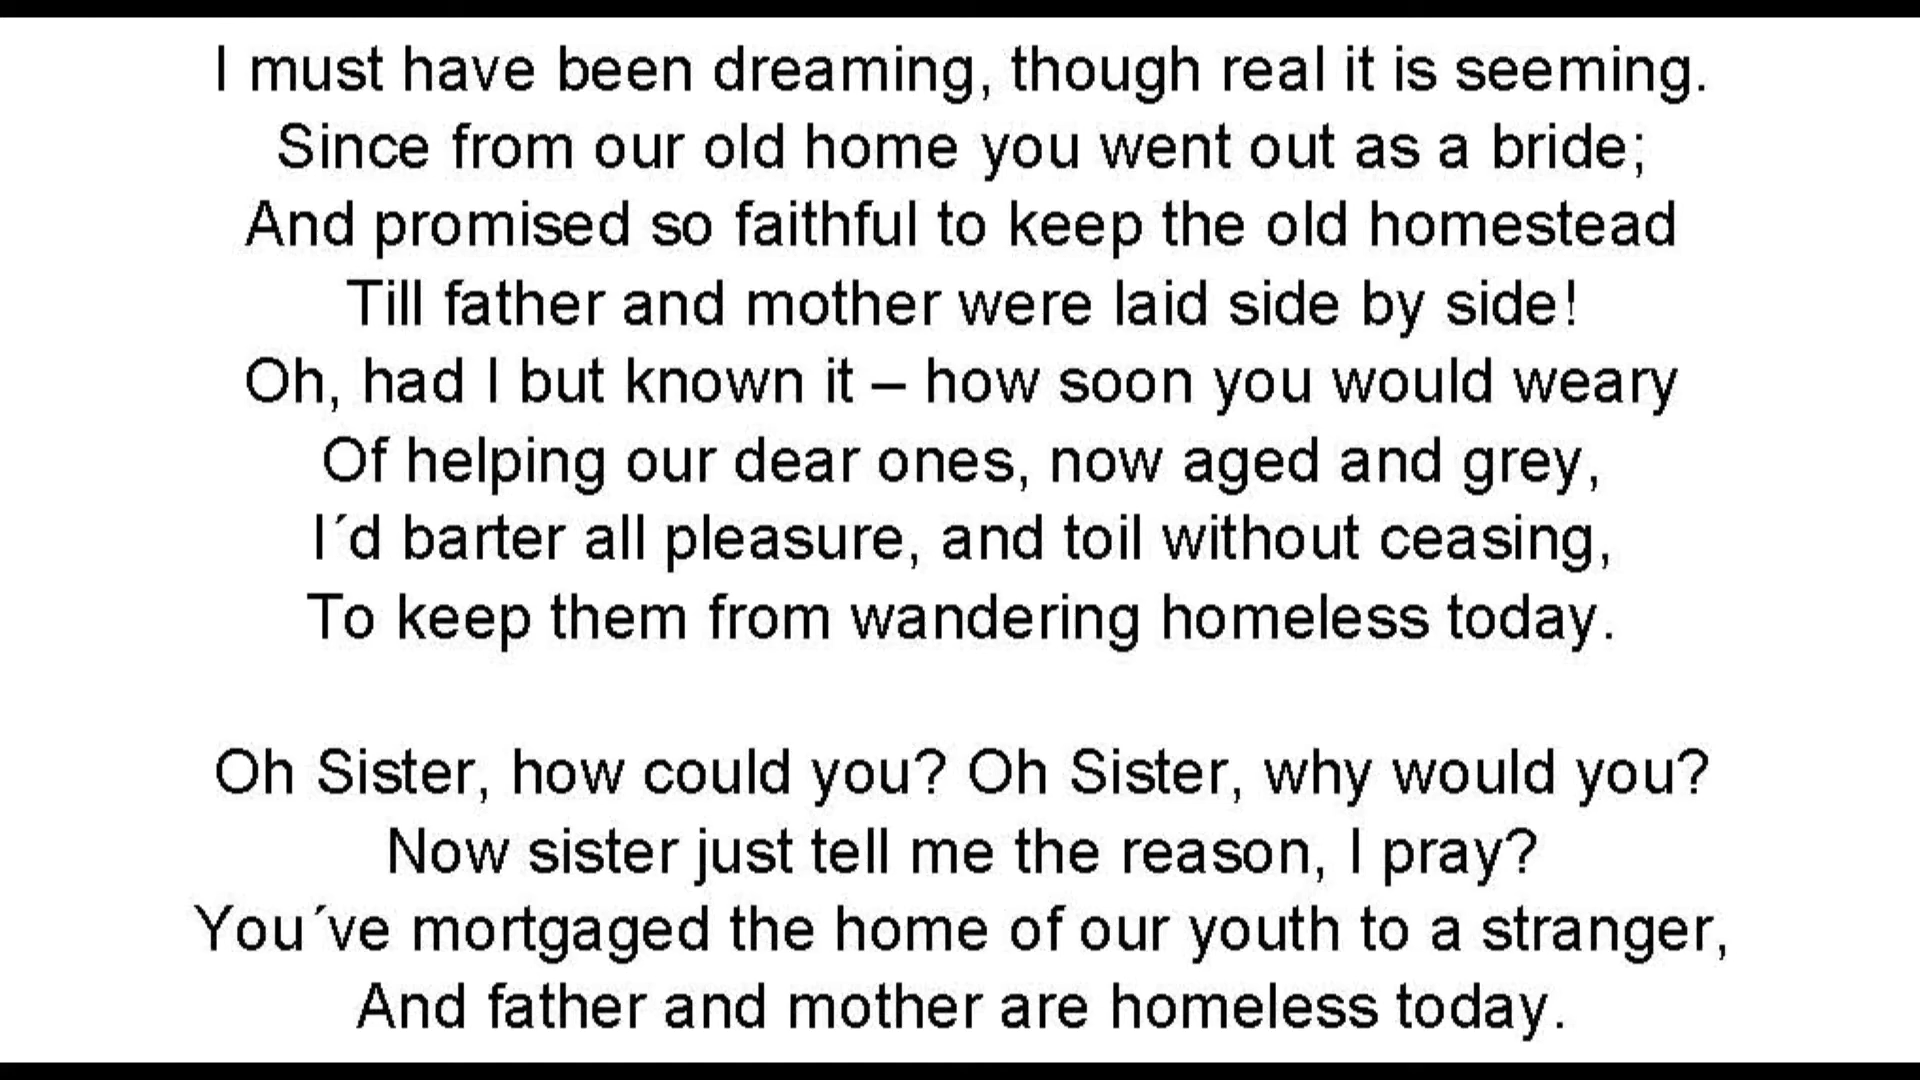 I must have been dreaming, though real it is seeming.
Since from our old home you went out as a bride;
And promised so faithful to keep the old homestead
Till father and mother were laid side by side!
Oh, had I but known it – how soon you would weary
Of helping our dear ones, now aged and grey,
I´d barter all pleasure, and toil without ceasing,
To keep them from wandering homeless today.
Oh Sister, how could you? Oh Sister, why would you?
Now sister just tell me the reason, I pray?
You´ve mortgaged the home of our youth to a stranger,
And father and mother are homeless today.